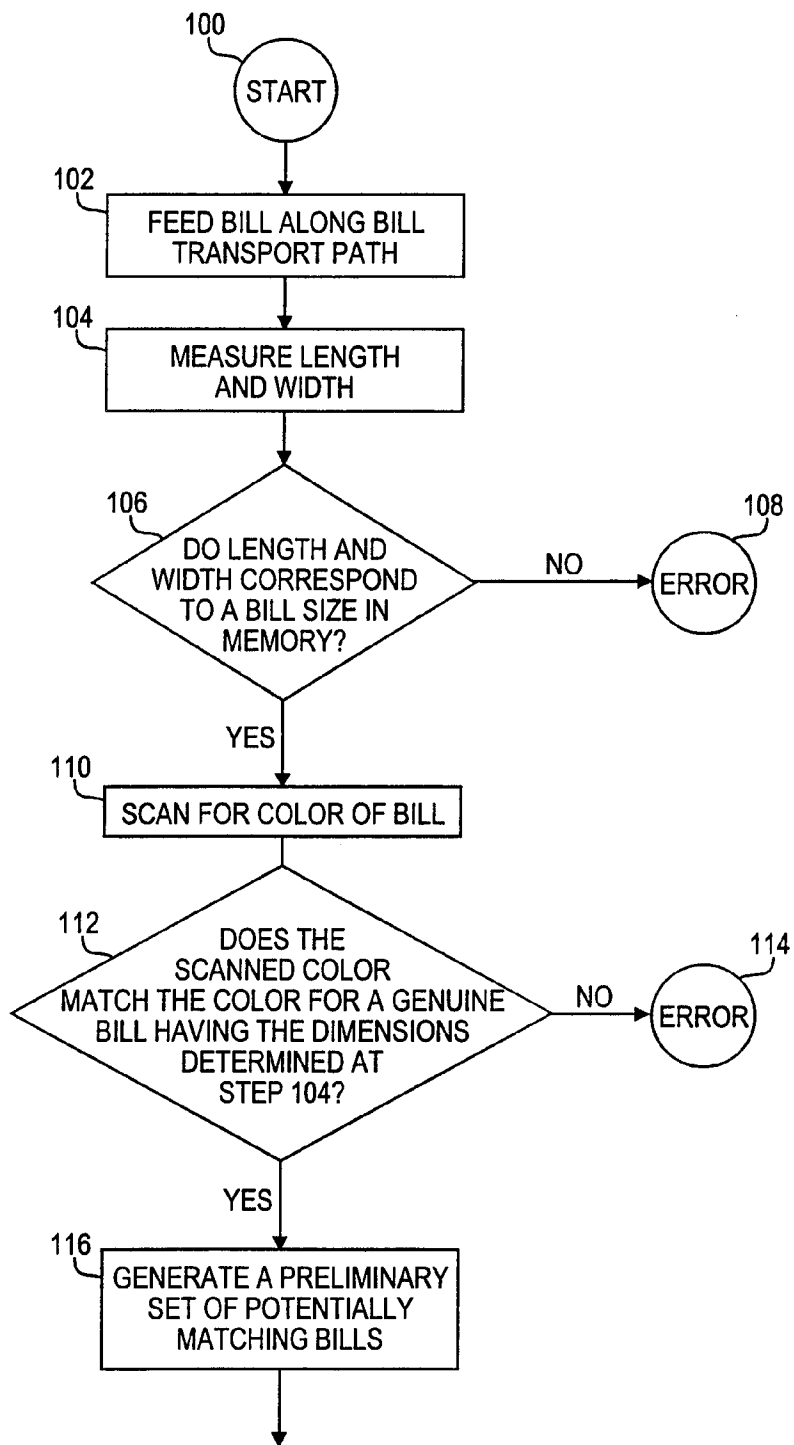 100
START
102
FEED BILL ALONG BILL
TRANSPORT PATH
104
MEASURE LENGTH
AND WIDTH
106
DO LENGTH AND
WIDTH CORRESPOND
TO A BILL SIZE IN
MEMORY?
NO
108
ERROR
YES
110
SCAN FOR COLOR OF BILL
112
DOES THE
SCANNED COLOR
MATCH THE COLOR FOR A GENUINE
BILL HAVING THE DIMENSIONS
DETERMINED AT
STEP 104?
NO
114
ERROR
YES
116
GENERATE A PRELIMINARY
SET OF POTENTIALLY
MATCHING BILLS